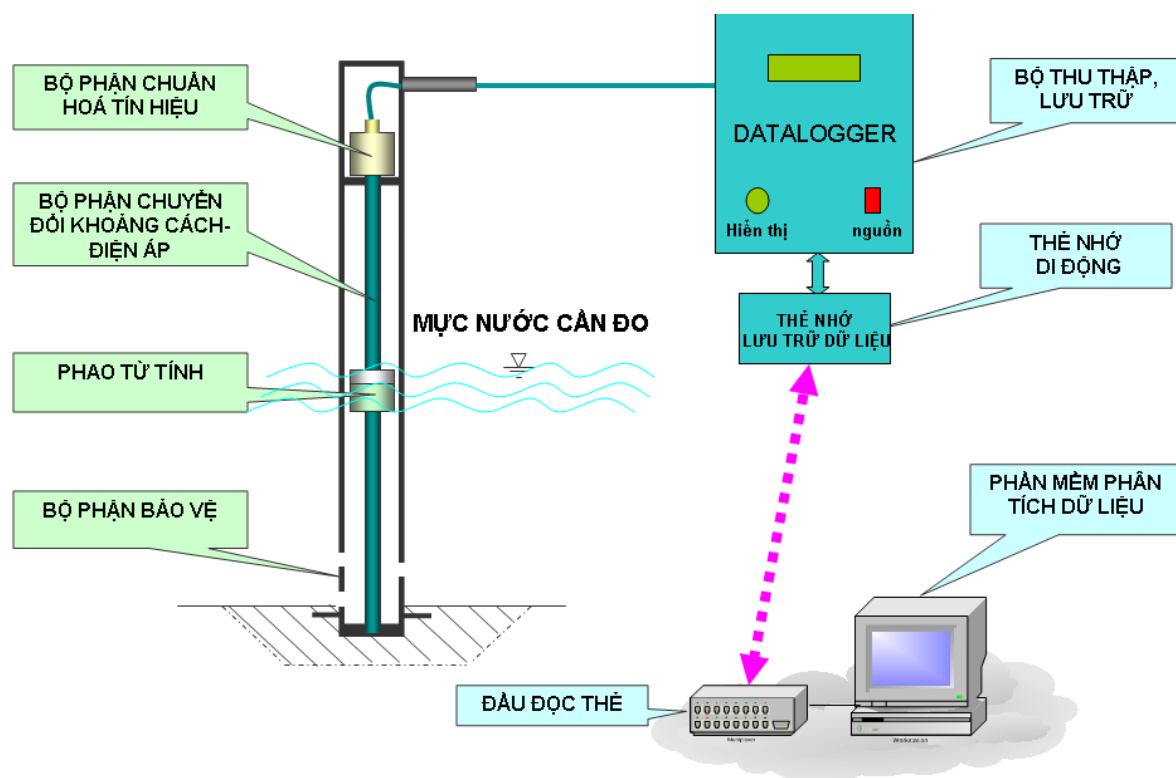 BỘ PHẬN CHUẨN
HOÁ TÍN HIỆU
BỘ PHẬN CHUYỂN
ĐỔI KHOẢNG CÁCH-
ĐIỆN ÁP
PHAO TỪ TÍNH
BỘ PHẬN BẢO VỆ
MỰC NƯỚC CẦN ĐO
DATALOGGER
Hiển thị
nguồn
THẺ NHỚ
LƯU TRỮ DỮ LIỆU
BỘ THU THẬP,
LƯU TRỮ
THẺ NHỚ
DI ĐỘNG
PHẦN MỀM PHÂN
TÍCH DỮ LIỆU
ĐẦU ĐỌC THẺ
Multiplexer
Workstation